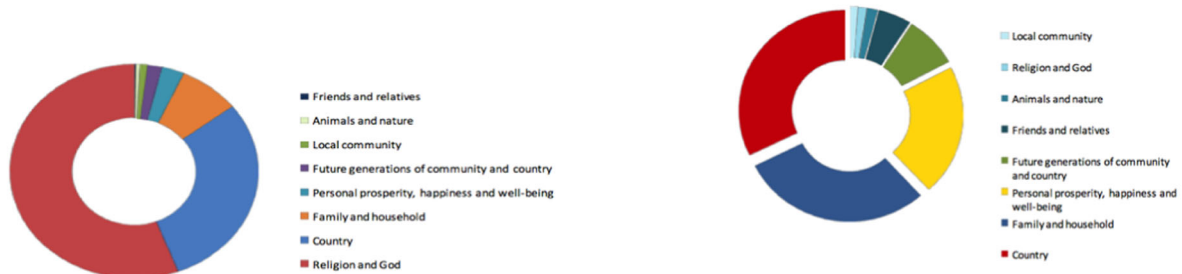 Friends and relatives
Animals and nature
Local community
Future generations of community and country
Personal prosperity, happiness and well-being
Family and household
Country
Religion and God
Local community
Religion and God
Animals and nature
Friends and relatives
Future generations of community
and country
Personal prosperity, happiness and
well-being
Family and household
Country